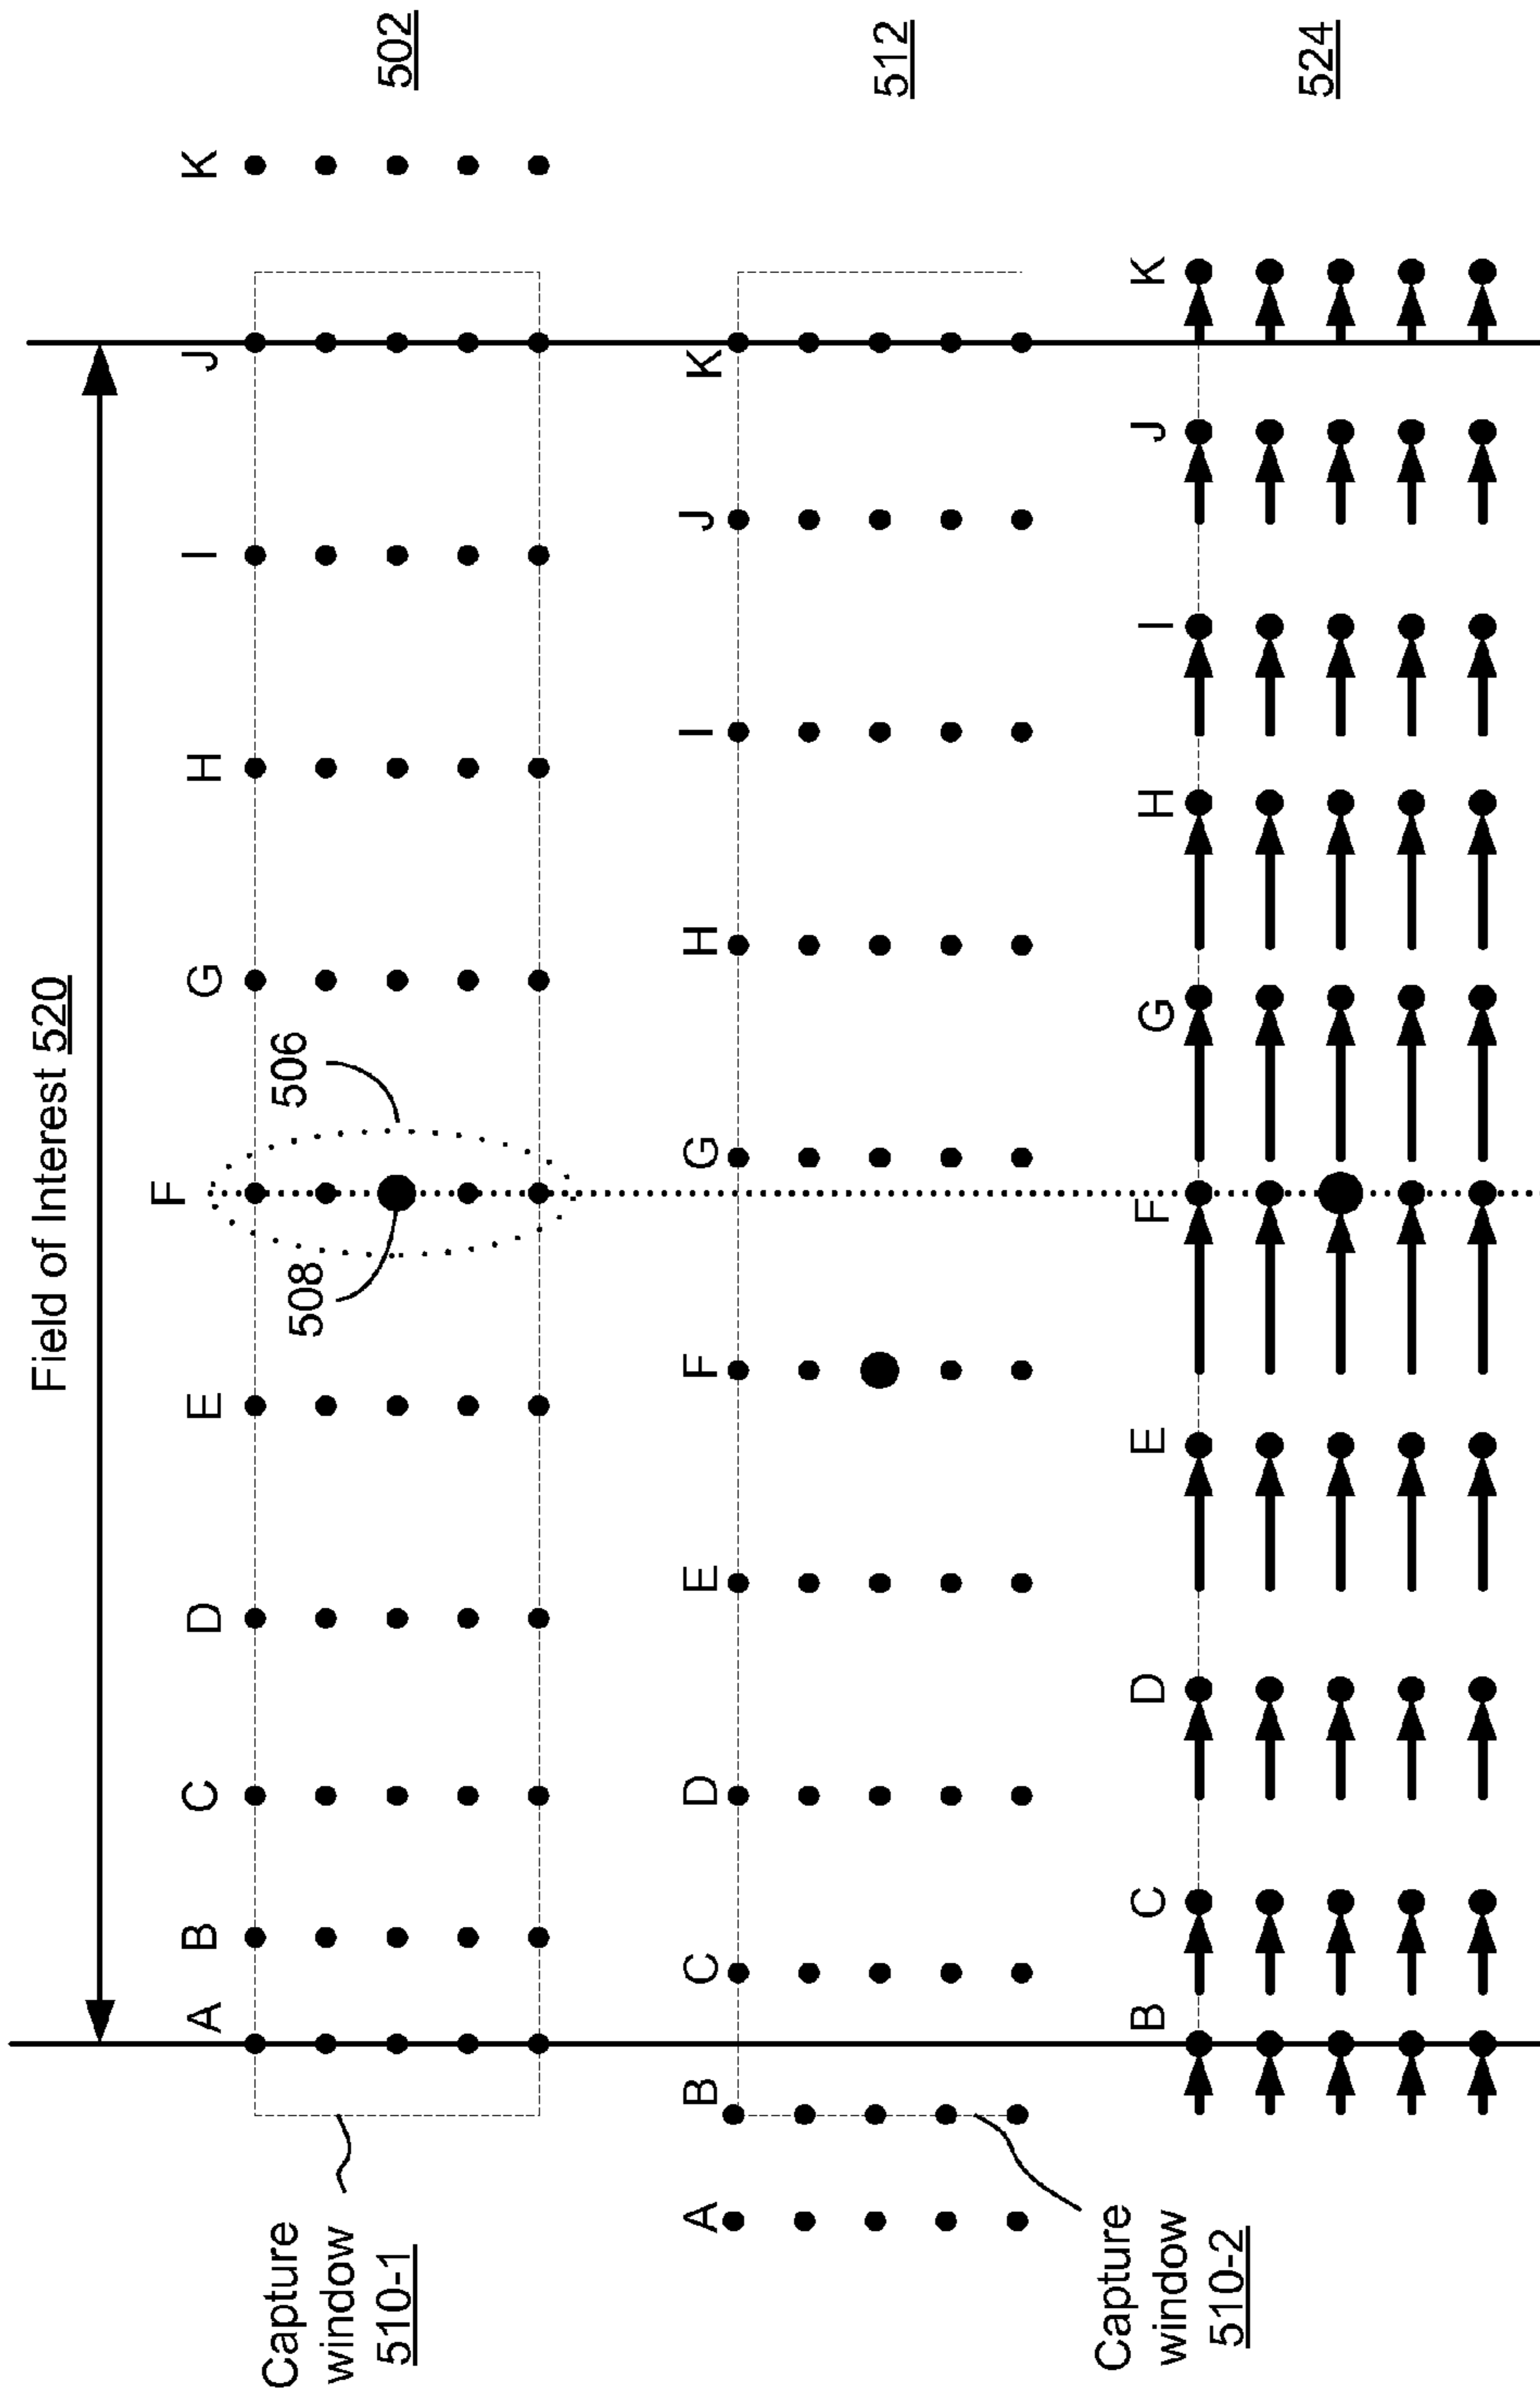 Field of Interest 520
A B C D E F G H I J K
502
506
508
Capture
window
510-1
A B C D E F G H I J K
512
Capture
window
510-2
B C D E F G H I J K
524